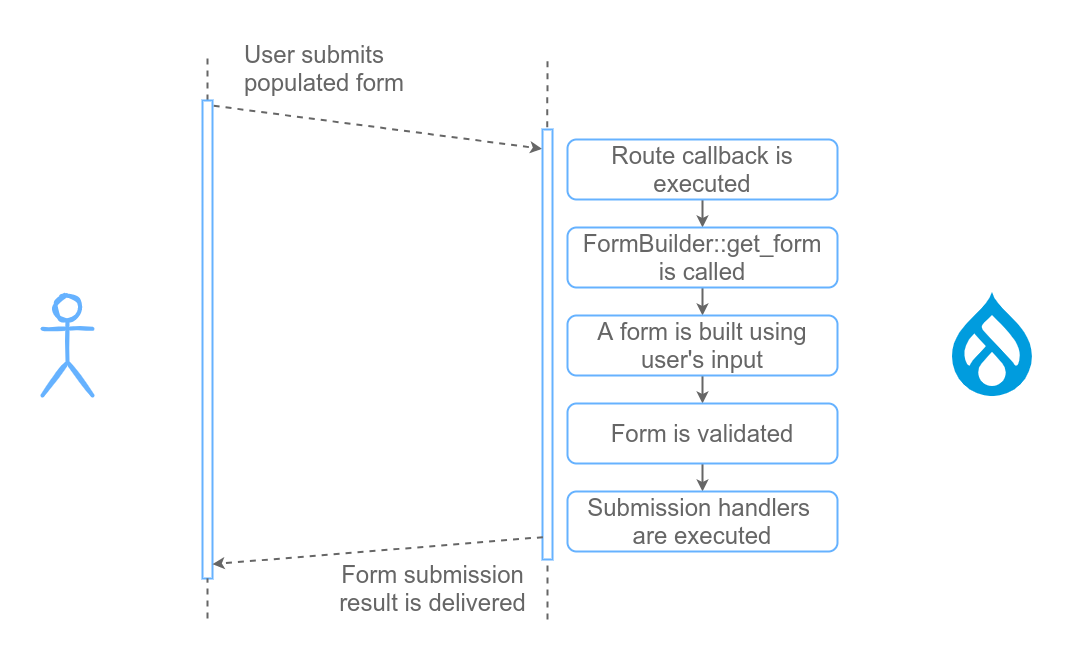 User submits
populated form
Route callback is
executed
FormBuilder::get_form
is called
A form is built using
user's input
Form is validated
Submission handlers
are executed
Form submission
result is delivered